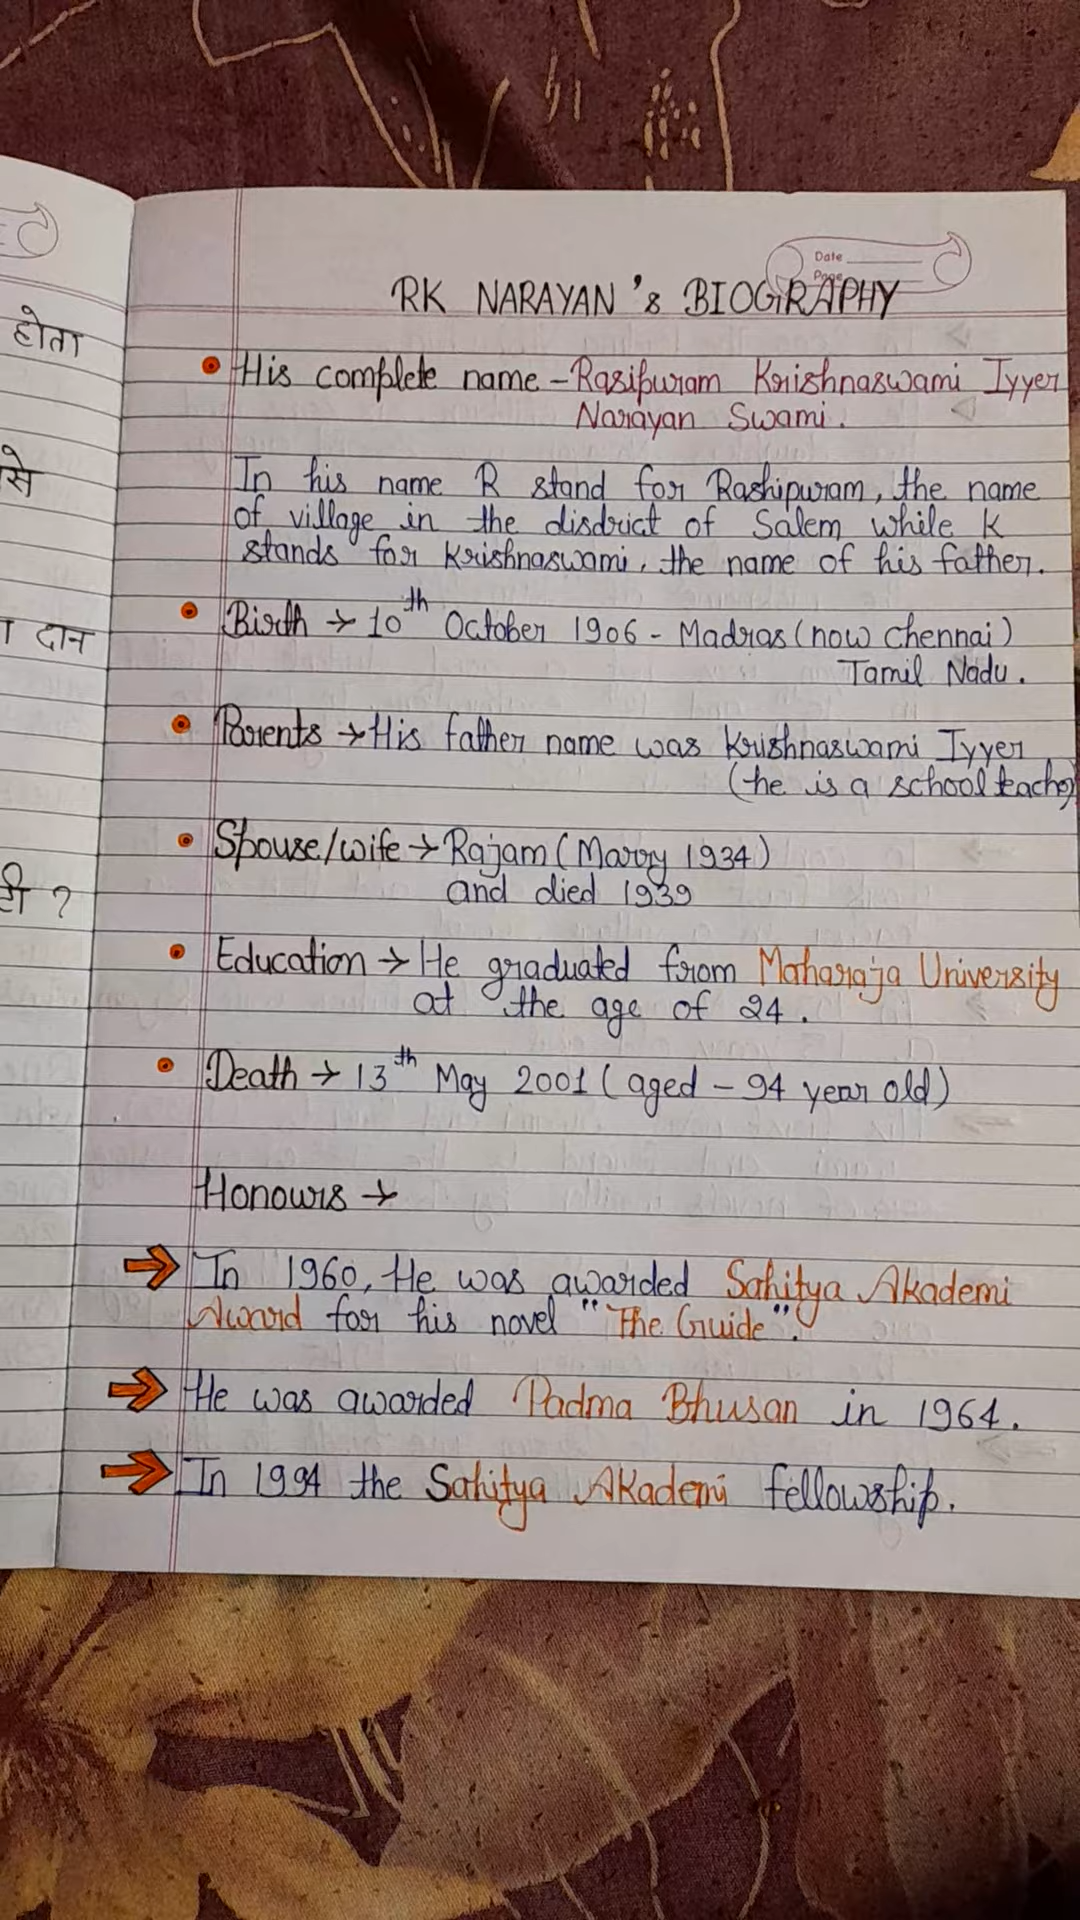 होता
से
दान
ही ?
Date
Page
RK NARAYAN 's BIOGRAPHY
His complete name - Rasipuram Krishnaswami Iyyer
Narayan Swami.
In his name R stand for Rashipuram, the name
of village in the disdrict of Salem while K
stands for Krishnaswami, the name of his father.
Birth → 10th October 1906 - Madras (now chennai)
Tamil Nadu.
Parents → His father name was Krishnaswami Iyyer
(he is a school teacher)
Spouse/wife → Rajam (Marry 1934)
and died 1939
Education → He graduated from Maharaja University
at the age of 24.
Death → 13th May 2001 (aged - 94 year old)
Honours →
→ In 1960, He was awarded Sahitya Akademi
Award for his novel "The Guide".
→ He was awarded Padma Bhusan in 1964.
→ In 1994 the Sahitya Akademi fellowship.